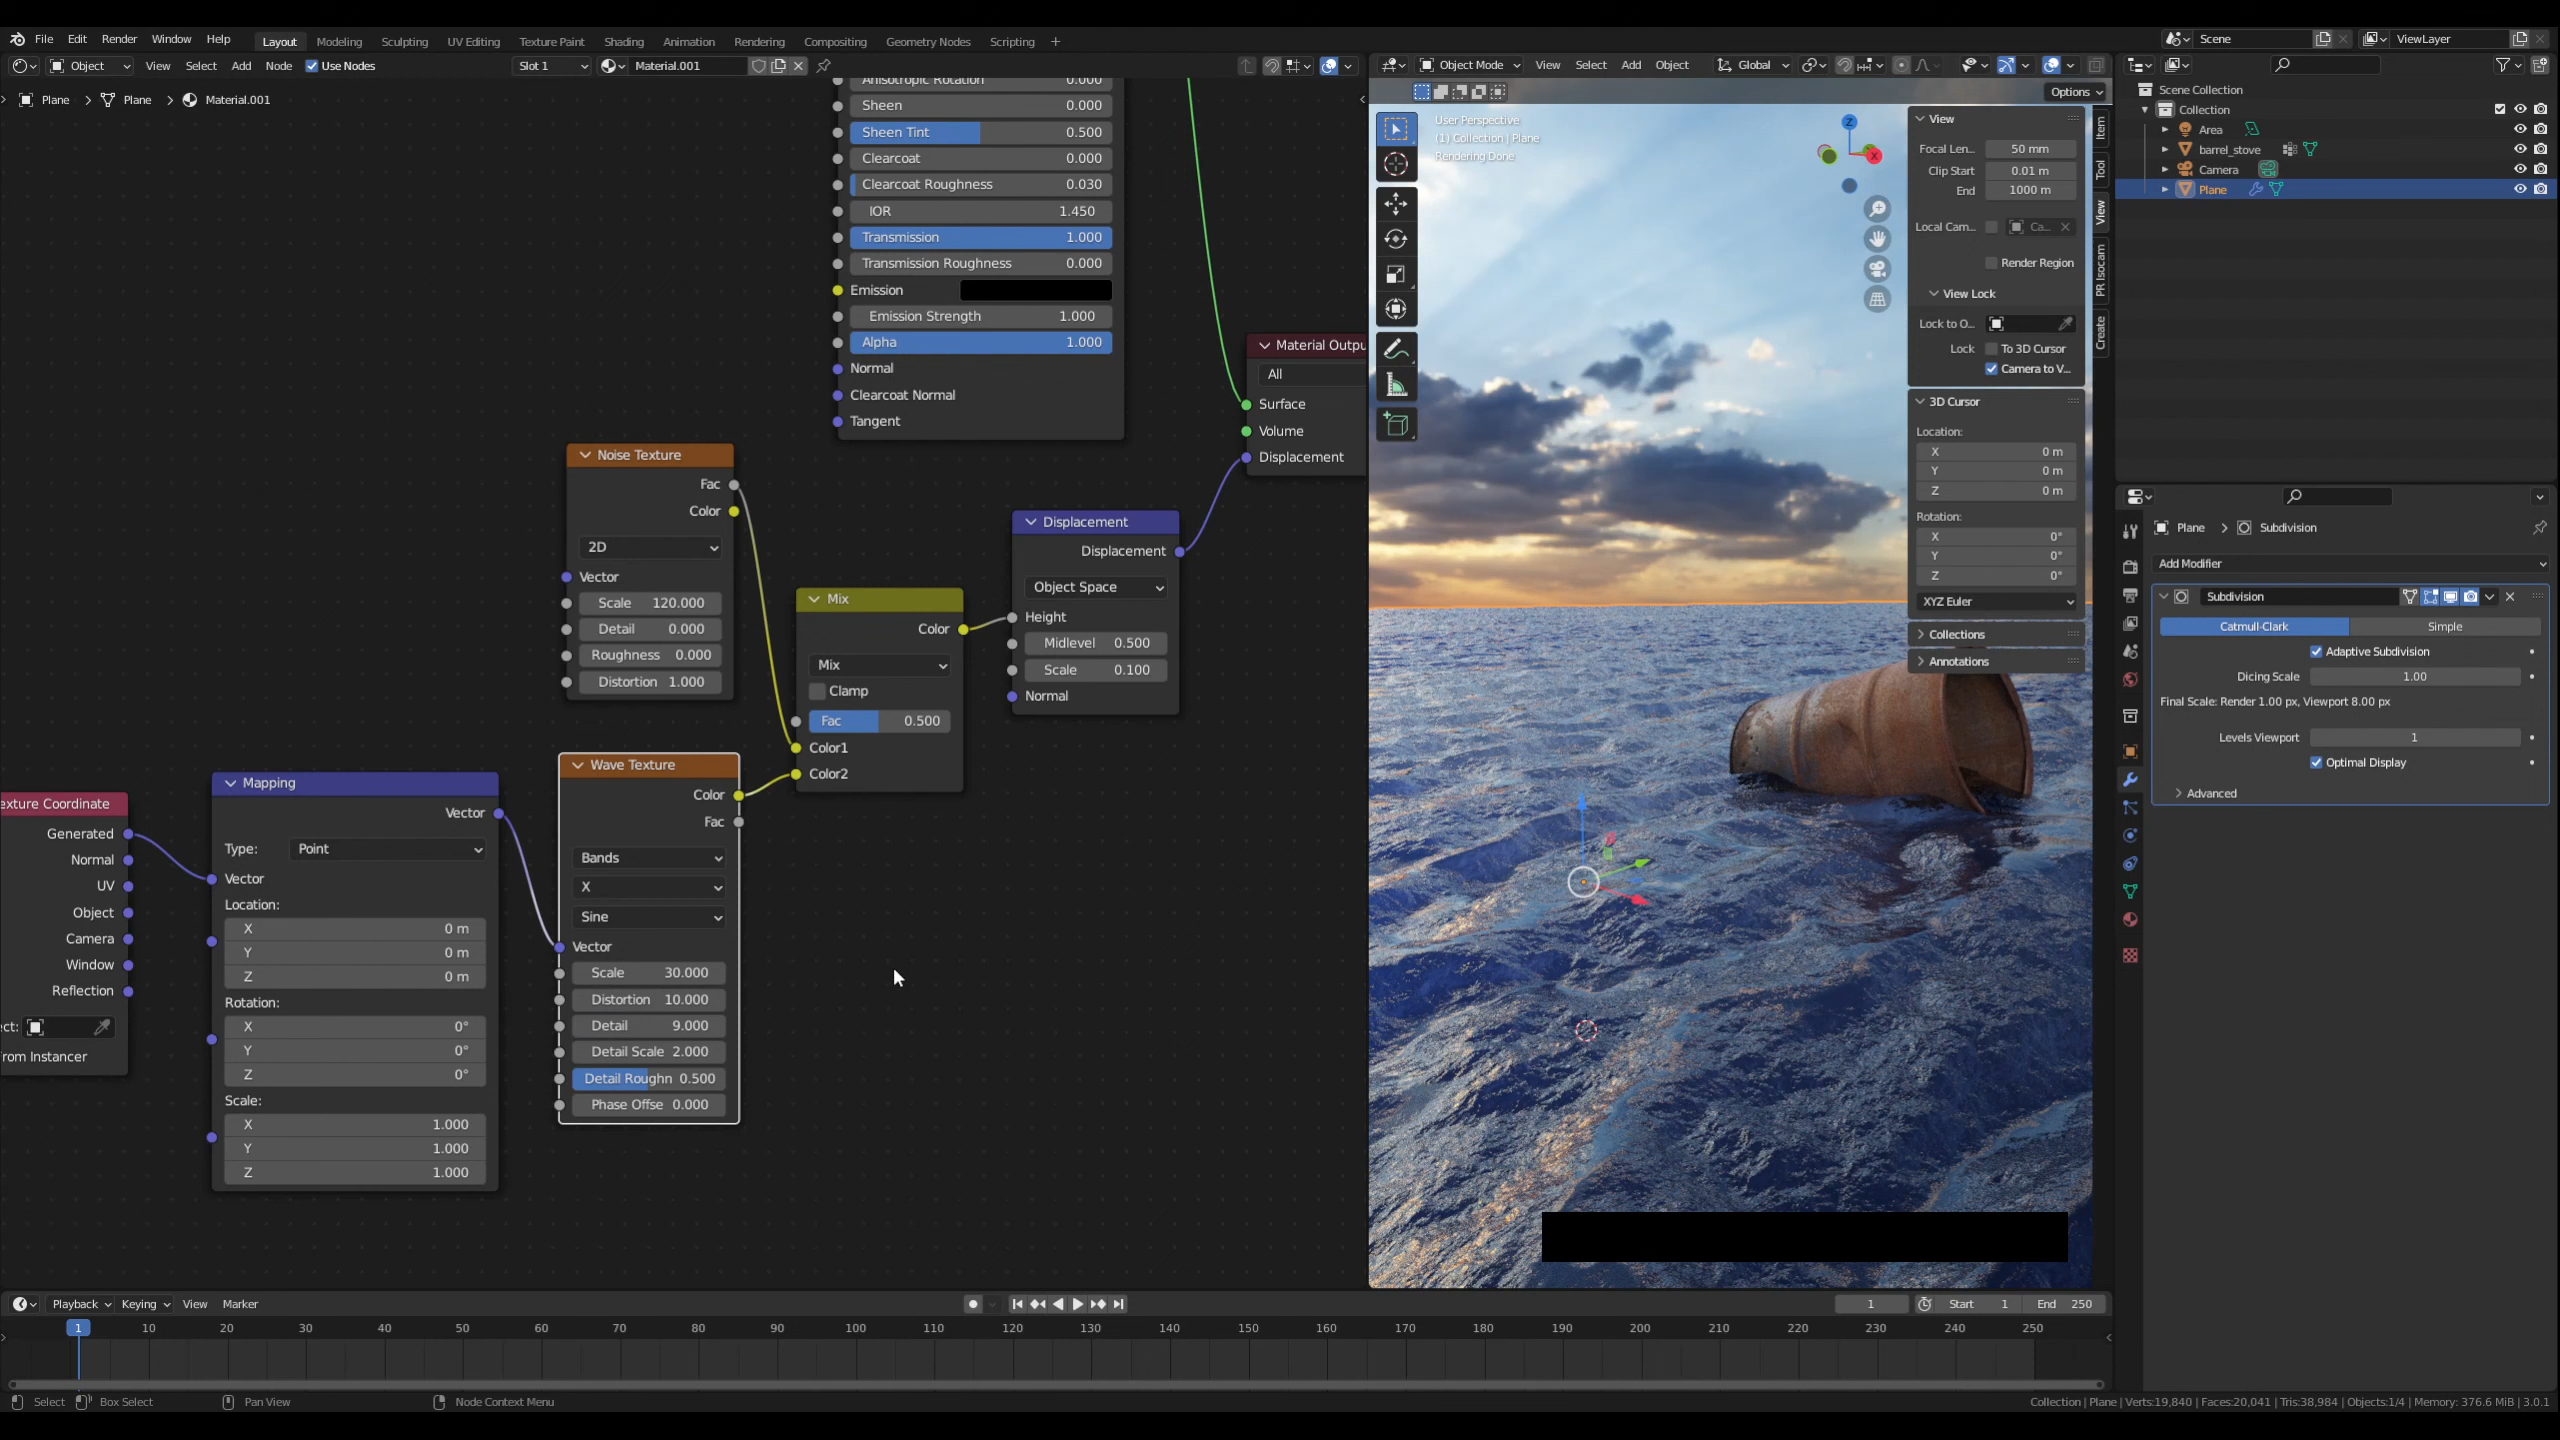 File Edit Render Window Help Layout Modeling Sculpting UV Editing Texture Paint Shading Animation Rendering Compositing Geometry Nodes Scripting + Scene ViewLayer
Object View Select Add Node Use Nodes Slot 1 Material.001
Plane > Plane > Material.001
Anisotropic Rotation 0.000
Sheen 0.000
Sheen Tint 0.500
Clearcoat 0.000
Clearcoat Roughness 0.030
IOR 1.450
Transmission 1.000
Transmission Roughness 0.000
Emission
Emission Strength 1.000
Alpha 1.000
Normal
Clearcoat Normal
Tangent
Material Outpu
All
Surface
Volume
Displacement
Noise Texture
Fac
Color
2D
Vector
Scale 120.000
Detail 0.000
Roughness 0.000
Distortion 1.000
Mix
Color
Mix
Clamp
Fac 0.500
Color1
Color2
Displacement
Displacement
Object Space
Height
Midlevel 0.500
Scale 0.100
Normal
exture Coordinate
Generated
Normal
UV
Object
Camera
Window
Reflection
ct:
rom Instancer
Mapping
Vector
Type: Point
Vector
Location:
X 0 m
Y 0 m
Z 0 m
Rotation:
X 0°
Y 0°
Z 0°
Scale:
X 1.000
Y 1.000
Z 1.000
Wave Texture
Color
Fac
Bands
X
Sine
Vector
Scale 30.000
Distortion 10.000
Detail 9.000
Detail Scale 2.000
Detail Roughn 0.500
Phase Offse 0.000
Object Mode View Select Add Object Global
Options
User Perspective
(1) Collection | Plane
Rendering Done
Z
X
View
Focal Len... 50 mm
Clip Start 0.01 m
End 1000 m
Local Cam... Ca...
Render Region
View Lock
Lock to O...
Lock To 3D Cursor
Camera to V...
3D Cursor
Location:
X 0 m
Y 0 m
Z 0 m
Rotation:
X 0°
Y 0°
Z 0°
XYZ Euler
Collections
Annotations
Item
Tool
View
PR Isocam
Create
Scene Collection
Collection
Area
barrel_stove
Camera
Plane
Plane > Subdivision
Add Modifier
Subdivision
Catmull-Clark Simple
Adaptive Subdivision
Dicing Scale 1.00
Final Scale: Render 1.00 px, Viewport 8.00 px
Levels Viewport 1
Optimal Display
Advanced
Playback Keying View Marker 1 Start 1 End 250
1 10 20 30 40 50 60 70 80 90 100 110 120 130 140 150 160 170 180 190 200 210 220 230 240 250
Select Box Select Pan View Node Context Menu Collection | Plane | Verts:19,840 | Faces:20,041 | Tris:38,984 | Objects:1/4 | Memory: 376.6 MiB | 3.0.1